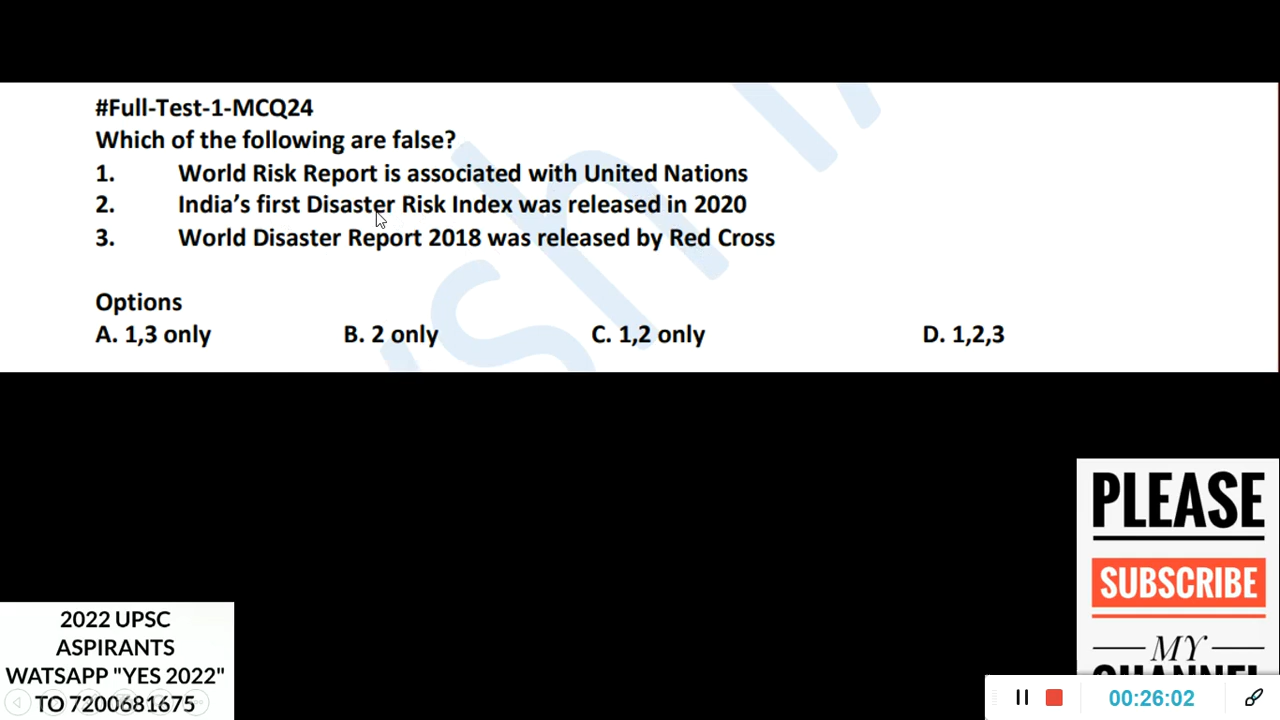 #Full-Test-1-MCQ24
Which of the following are false?
1. World Risk Report is associated with United Nations
2. India's first Disaster Risk Index was released in 2020
3. World Disaster Report 2018 was released by Red Cross
Options
A. 1,3 only B. 2 only C. 1,2 only D. 1,2,3
PLEASE
SUBSCRIBE
MY
CHANNEL
2022 UPSC
ASPIRANTS
WATSAPP "YES 2022"
TO 7200681675
00:26:02